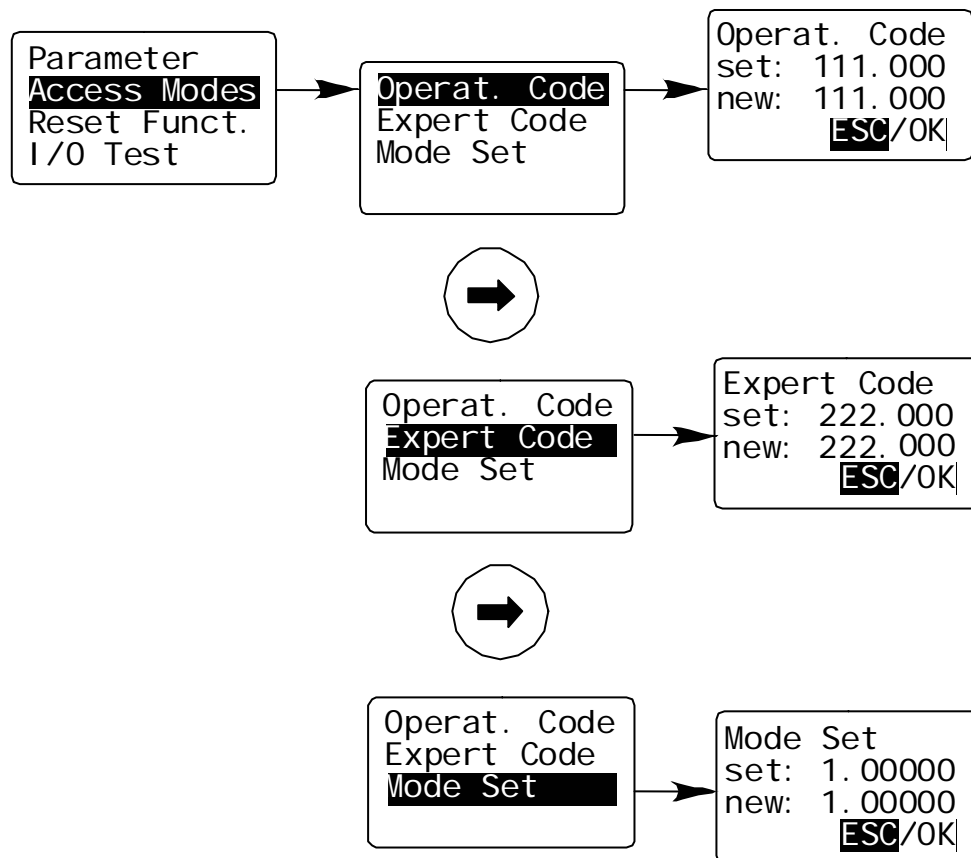 Parameter
Access Modes
Reset Funct.
I/O Test
Operat. Code
Expert Code
Mode Set
Operat. Code
set: 111.000
new: 111.000
ESC/OK
Operat. Code
Expert Code
Mode Set
Expert Code
set: 222.000
new: 222.000
ESC/OK
Operat. Code
Expert Code
Mode Set
Mode Set
set: 1.00000
new: 1.00000
ESC/OK